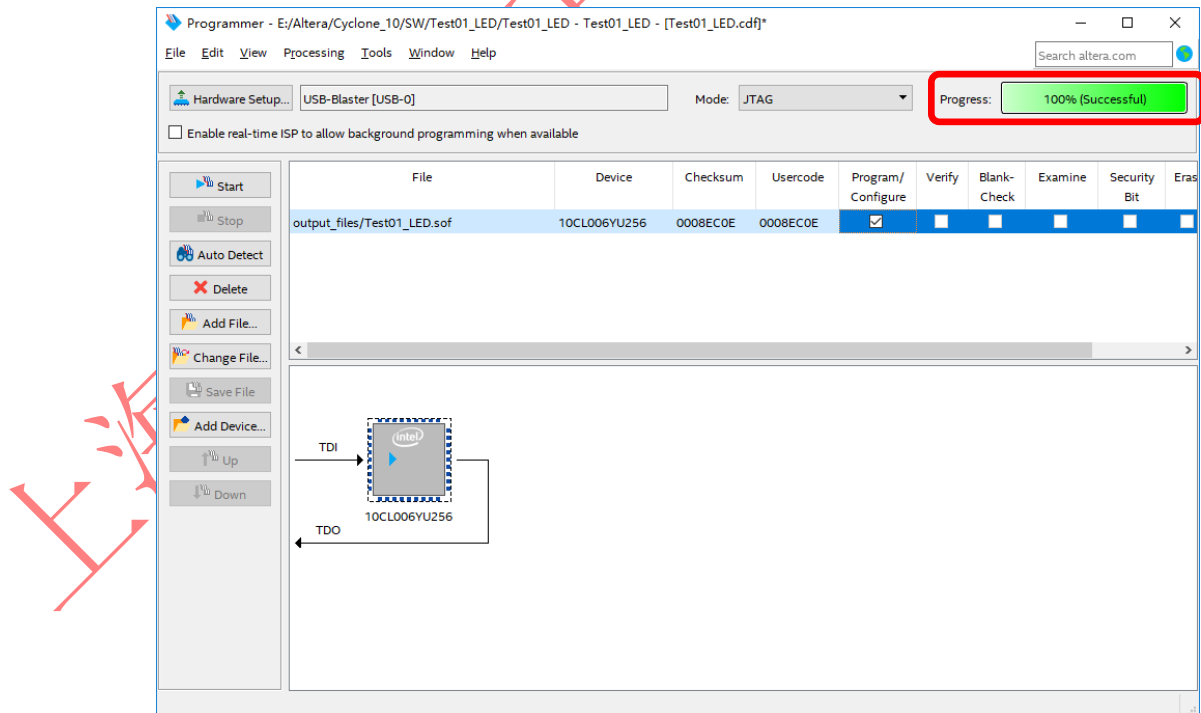 Programmer - E:/Altera/Cyclone_10/SW/Test01_LED/Test01_LED - Test01_LED - [Test01_LED.cdf]*
File Edit View Processing Tools Window Help
Search altera.com
Hardware Setup... USB-Blaster [USB-0] Mode: JTAG Progress: 100% (Successful)
Enable real-time ISP to allow background programming when available
File Device Checksum Usercode Program/ Verify Blank- Examine Security Eras
Configure Check Bit
output_files/Test01_LED.sof 10CL006YU256 0008EC0E 0008EC0E
Start
Stop
Auto Detect
Delete
Add File...
Change File...
Save File
Add Device...
Up
Down
TDI
intel
10CL006YU256
TDO
上海